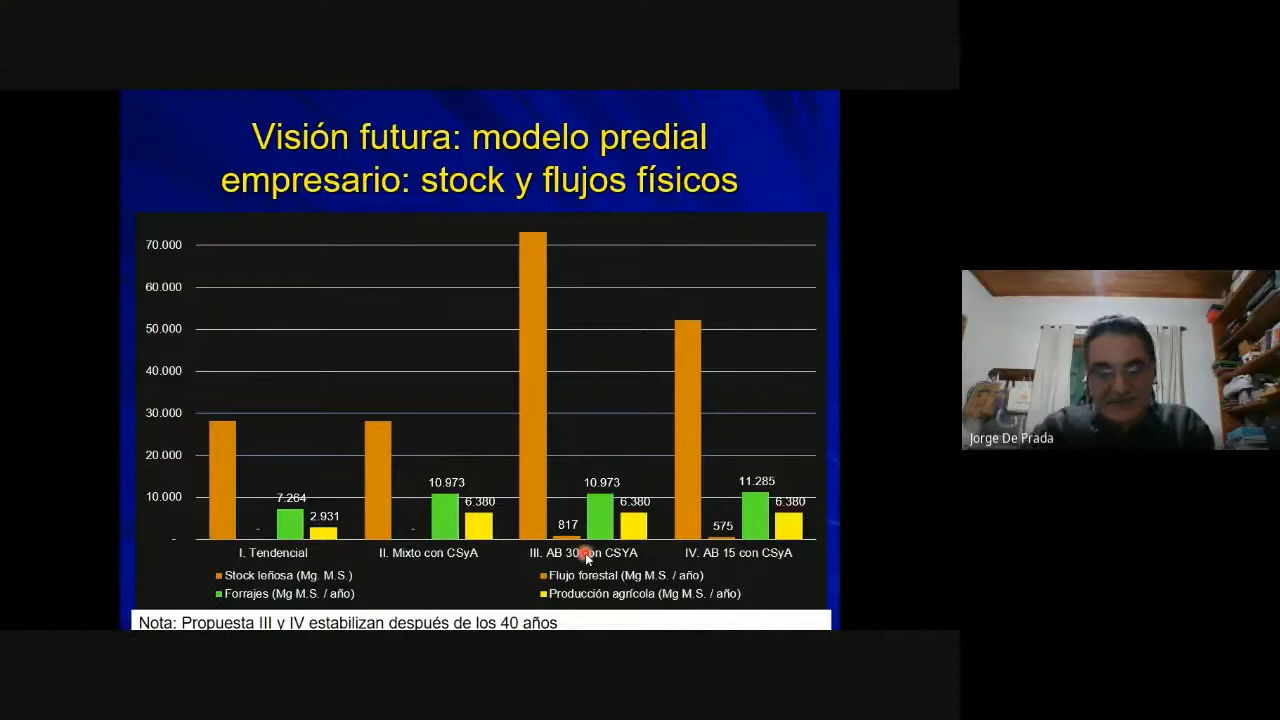 Visión futura: modelo predial
empresario: stock y flujos físicos
70.000
60.000
50.000
40.000
30.000
20.000
10.000
-
7.264
2.931
10.973
6.380
817
10.973
6.380
575
11.285
6.380
-
-
I. Tendencial
II. Mixto con CSyA
III. AB 30 con CSYA
IV. AB 15 con CSyA
Stock leñosa (Mg. M.S.)
Flujo forestal (Mg M.S. / año)
Forrajes (Mg M.S. / año)
Producción agrícola (Mg M.S. / año)
Nota: Propuesta III y IV estabilizan después de los 40 años
Jorge De Prada